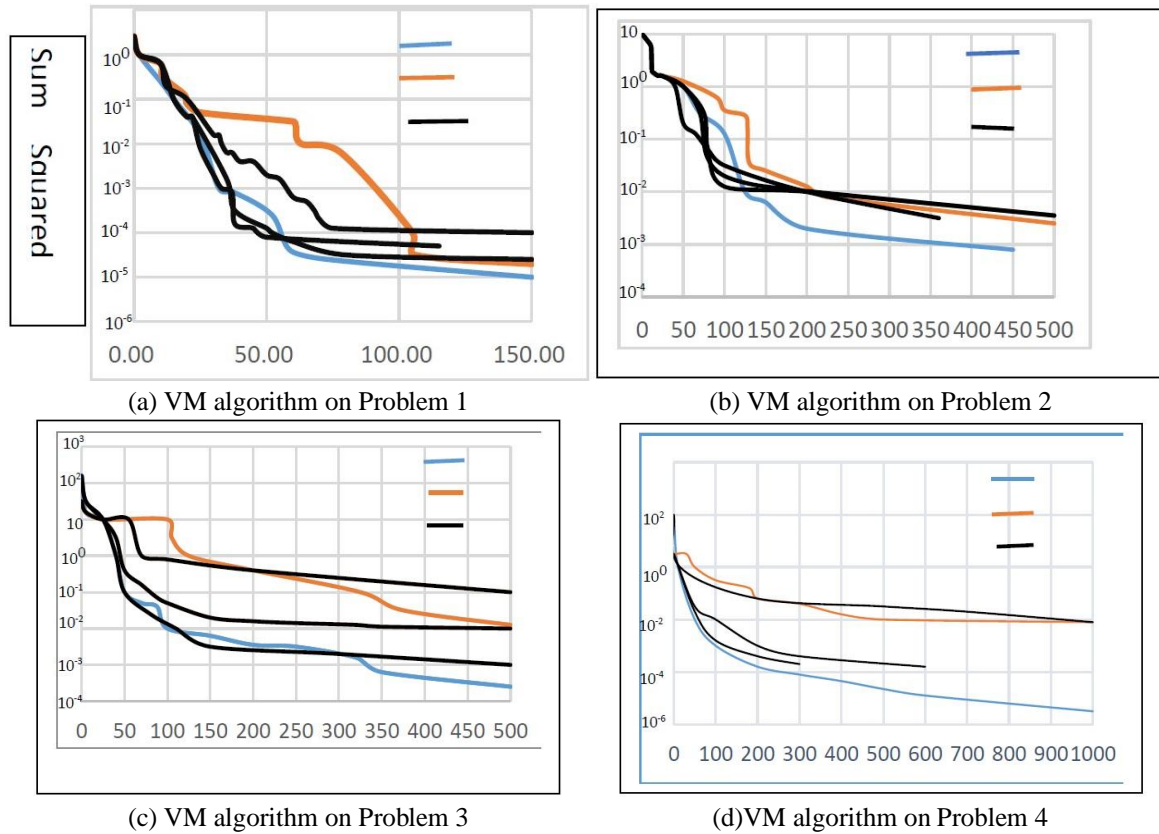 Sum Squared
10^0
10^-1
10^-2
10^-3
10^-4
10^-5
10^-6
0.00 50.00 100.00 150.00
10
10^0
10^-1
10^-2
10^-3
10^-4
0 50 100 150 200 250 300 350 400 450 500
(a) VM algorithm on Problem 1
(b) VM algorithm on Problem 2
10^3
10^2
10
10^0
10^-1
10^-2
10^-3
10^-4
0 50 100 150 200 250 300 350 400 450 500
10^2
10^0
10^-2
10^-4
10^-6
0 100 200 300 400 500 600 700 800 900 1000
(c) VM algorithm on Problem 3
(d)VM algorithm on Problem 4